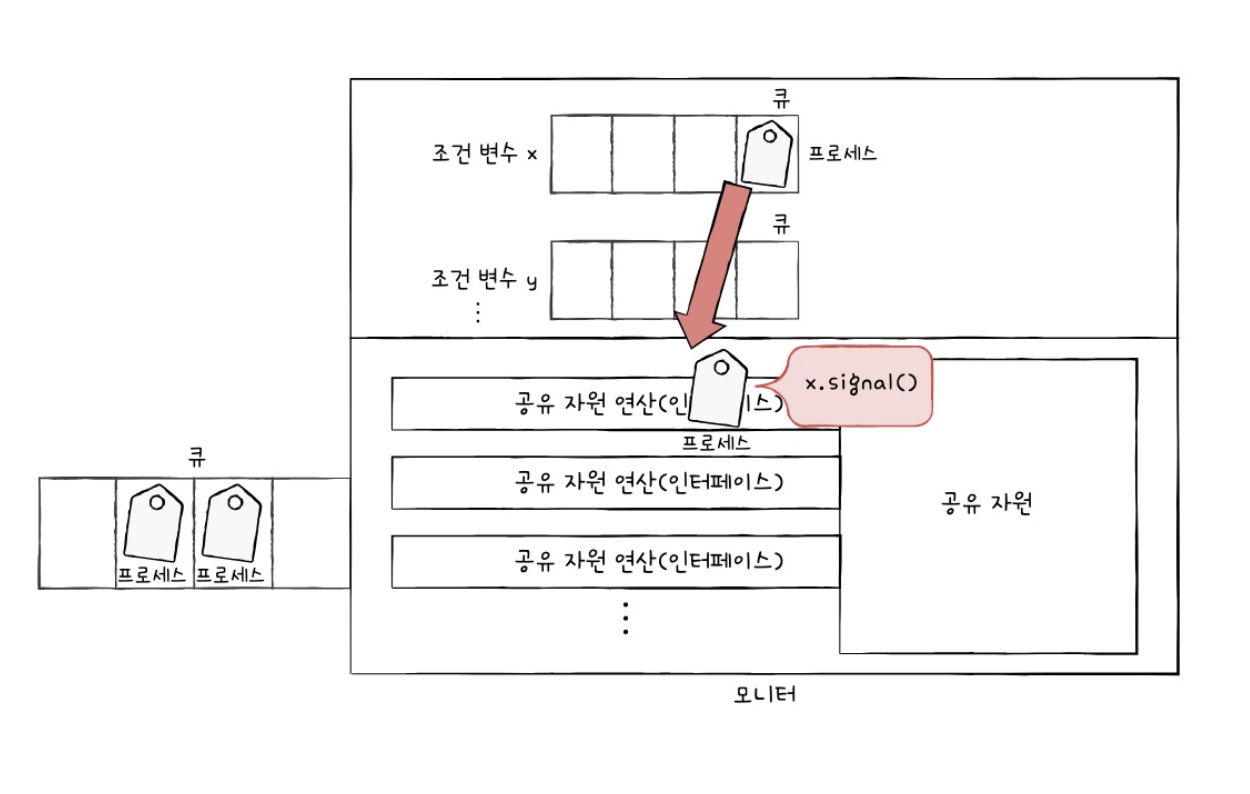 큐
조건 변수 x
프로세스
큐
조건 변수 y
x.signal()
공유 자원 연산(인
이스)
프로세스
공유 자원 연산(인터페이스)
공유 자원 연산(인터페이스)
공유 자원
큐
프로세스
프로세스
모니터